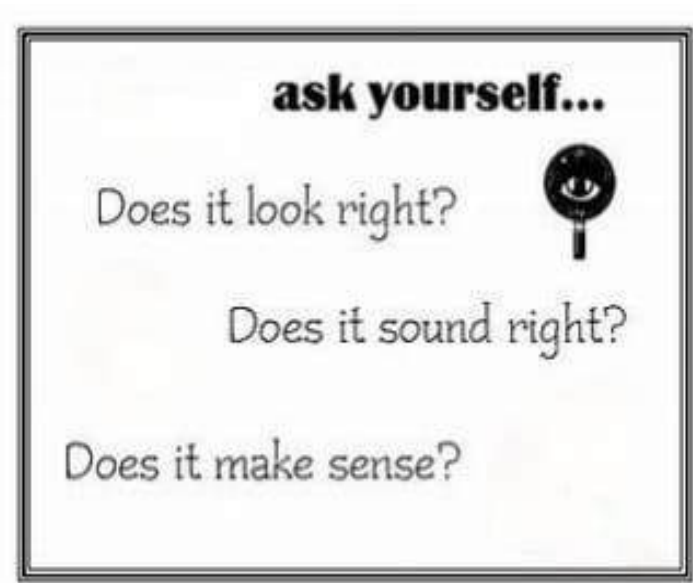 ask yourself...
Does it look right?
Does it sound right?
Does it make sense?